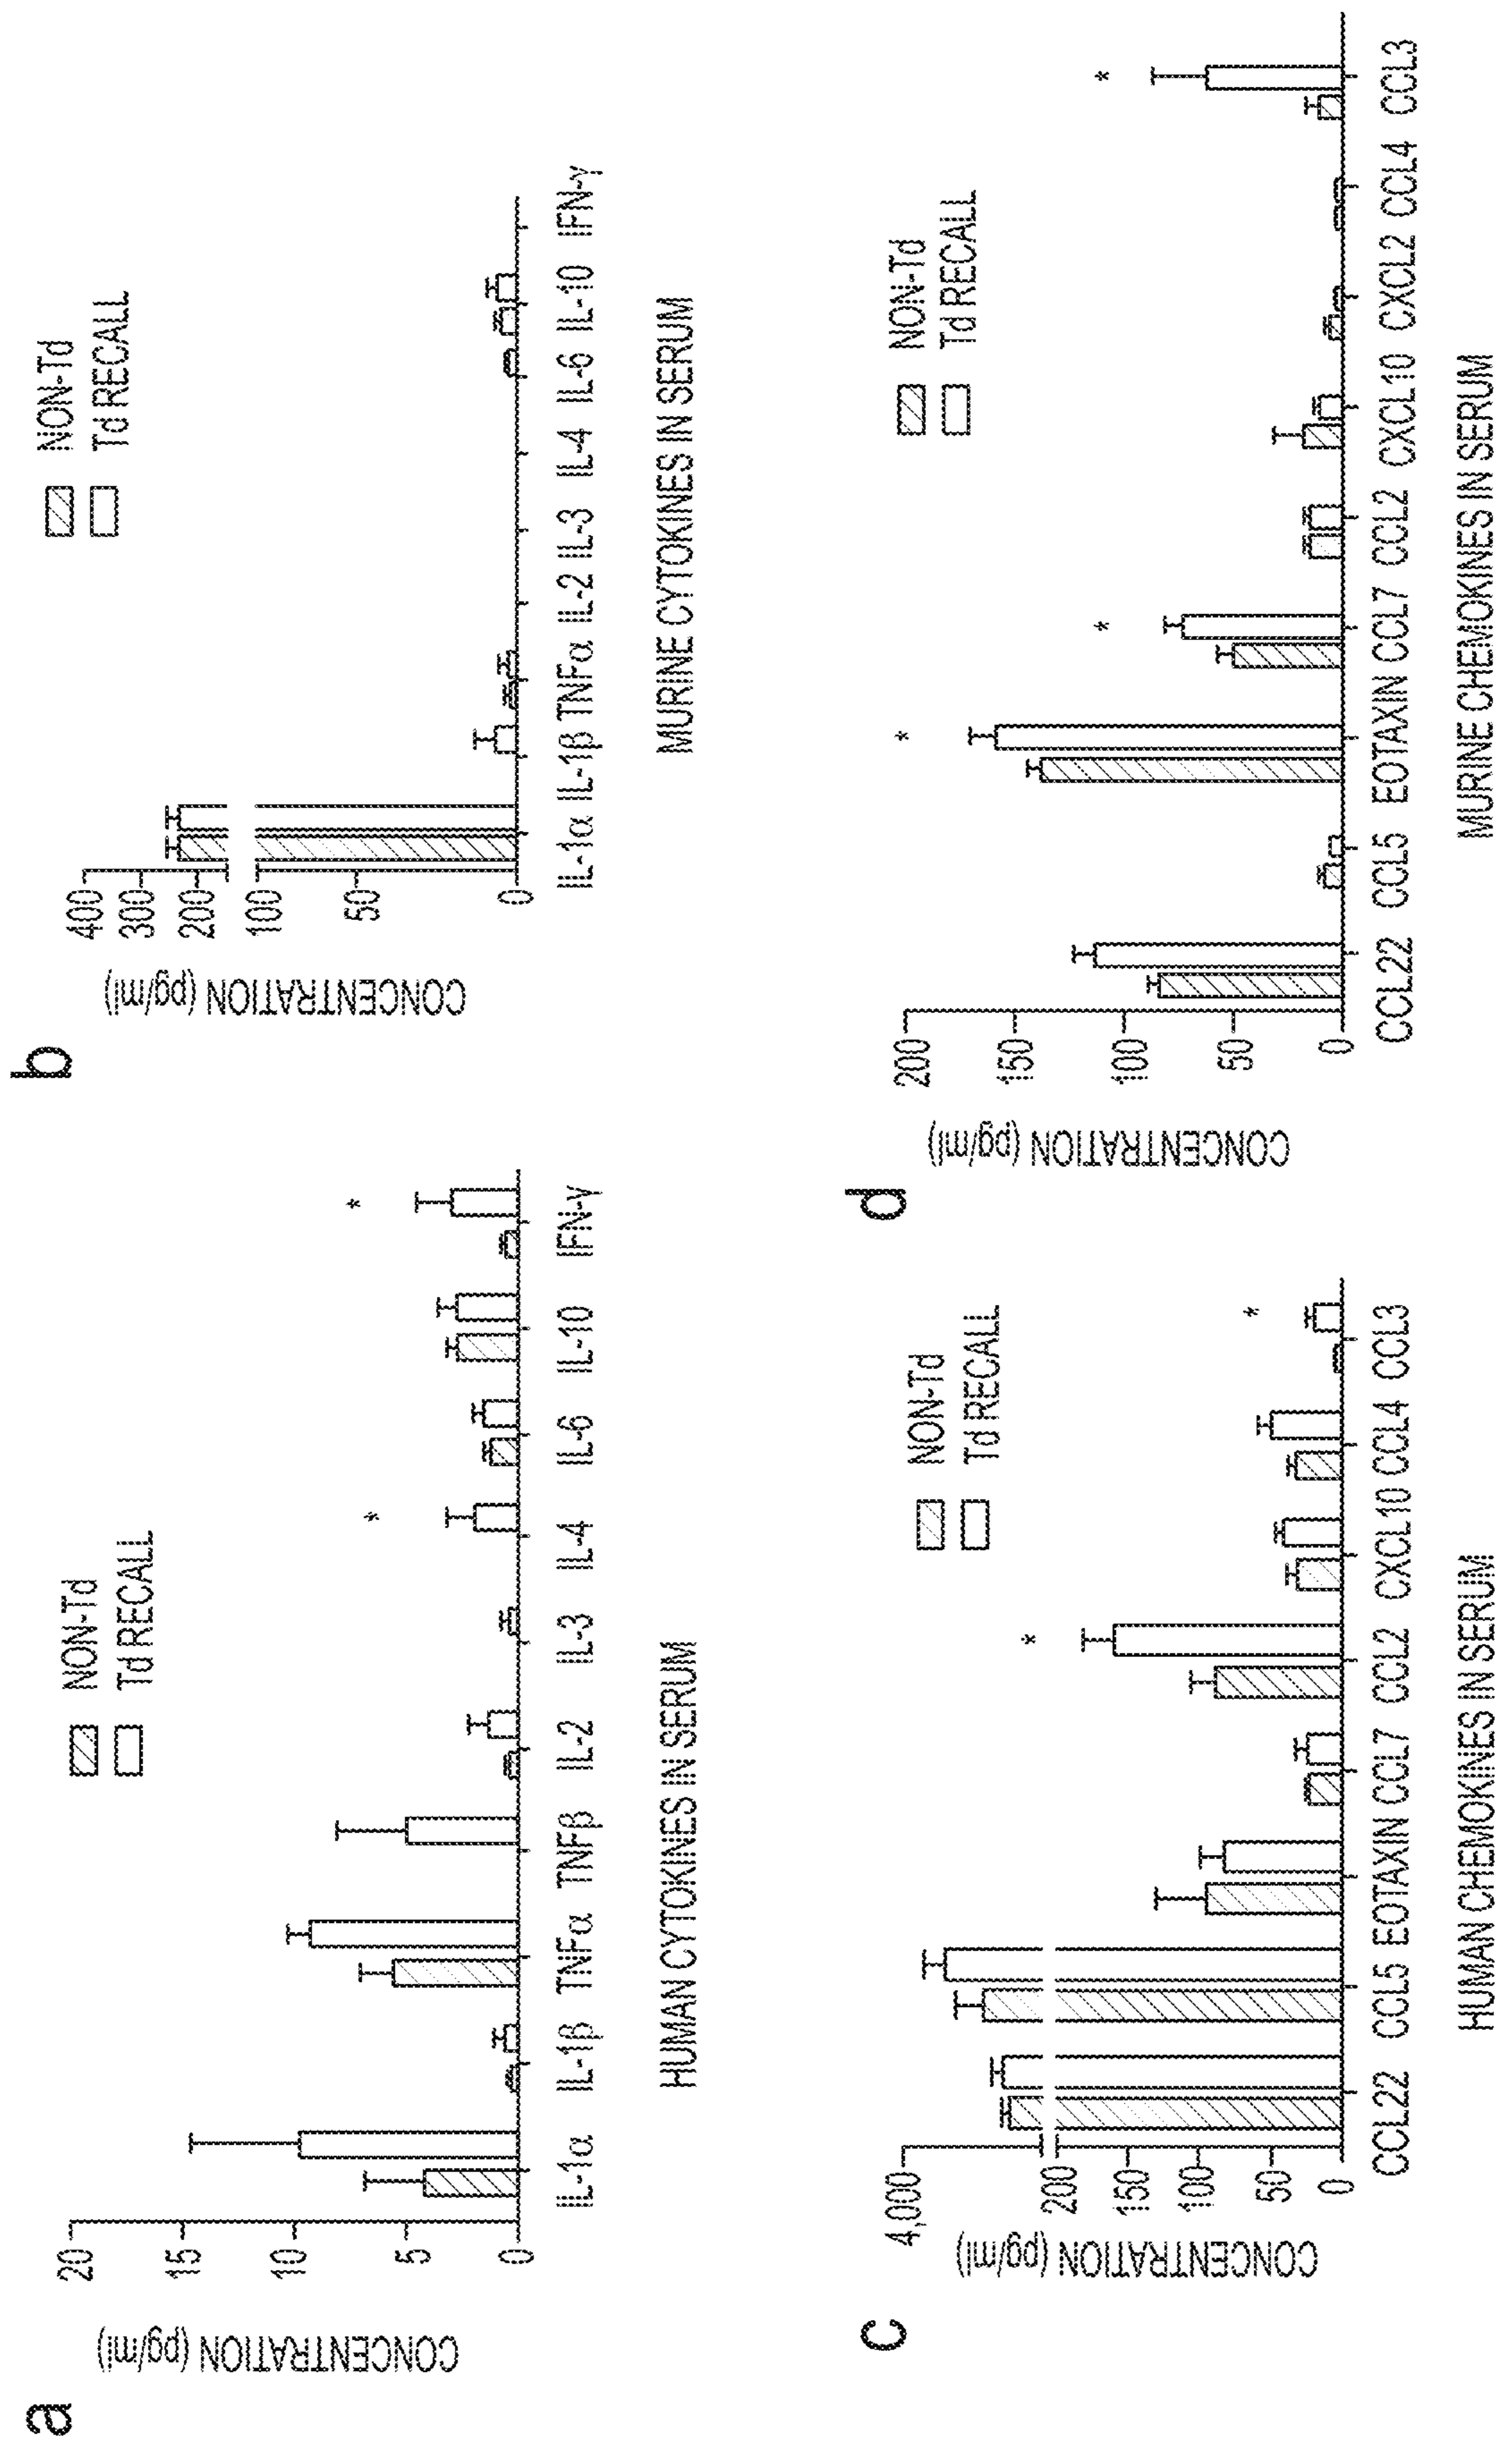 a
CONCENTRATION (pg/ml)
20
15
10
5
0
NON-Td
Td RECALL
*
*
IL-1α IL-1β TNFα TNFβ IL-2 IL-3 IL-4 IL-6 IL-10 IFN-γ
HUMAN CYTOKINES IN SERUM
b
CONCENTRATION (pg/ml)
400
300
200
100
50
0
NON-Td
Td RECALL
IL-1α IL-1β TNFα IL-2 IL-3 IL-4 IL-6 IL-10 IFN-γ
MURINE CYTOKINES IN SERUM
c
CONCENTRATION (pg/ml)
4,000
200
150
100
50
0
NON-Td
Td RECALL
*
*
CCL22 CCL5 EOTAXIN CCL7 CCL2 CXCL10 CCL4 CCL3
HUMAN CHEMOKINES IN SERUM
d
CONCENTRATION (pg/ml)
200
150
100
50
0
NON-Td
Td RECALL
*
*
*
CCL22 CCL5 EOTAXIN CCL7 CCL2 CXCL10 CXCL2 CCL4 CCL3
MURINE CHEMOKINES IN SERUM